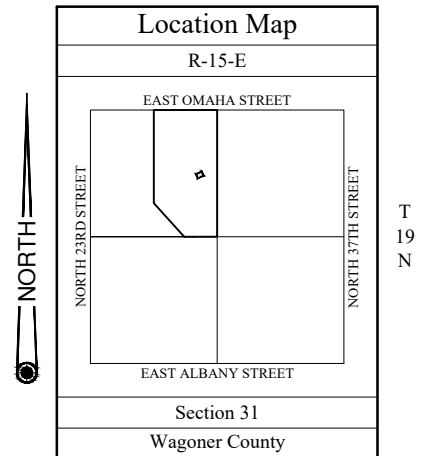 Location Map
R-15-E
EAST OMAHA STREET
NORTH 23RD STREET
NORTH 37TH STREET
NORTH
T
19
N
EAST ALBANY STREET
Section 31
Wagoner County